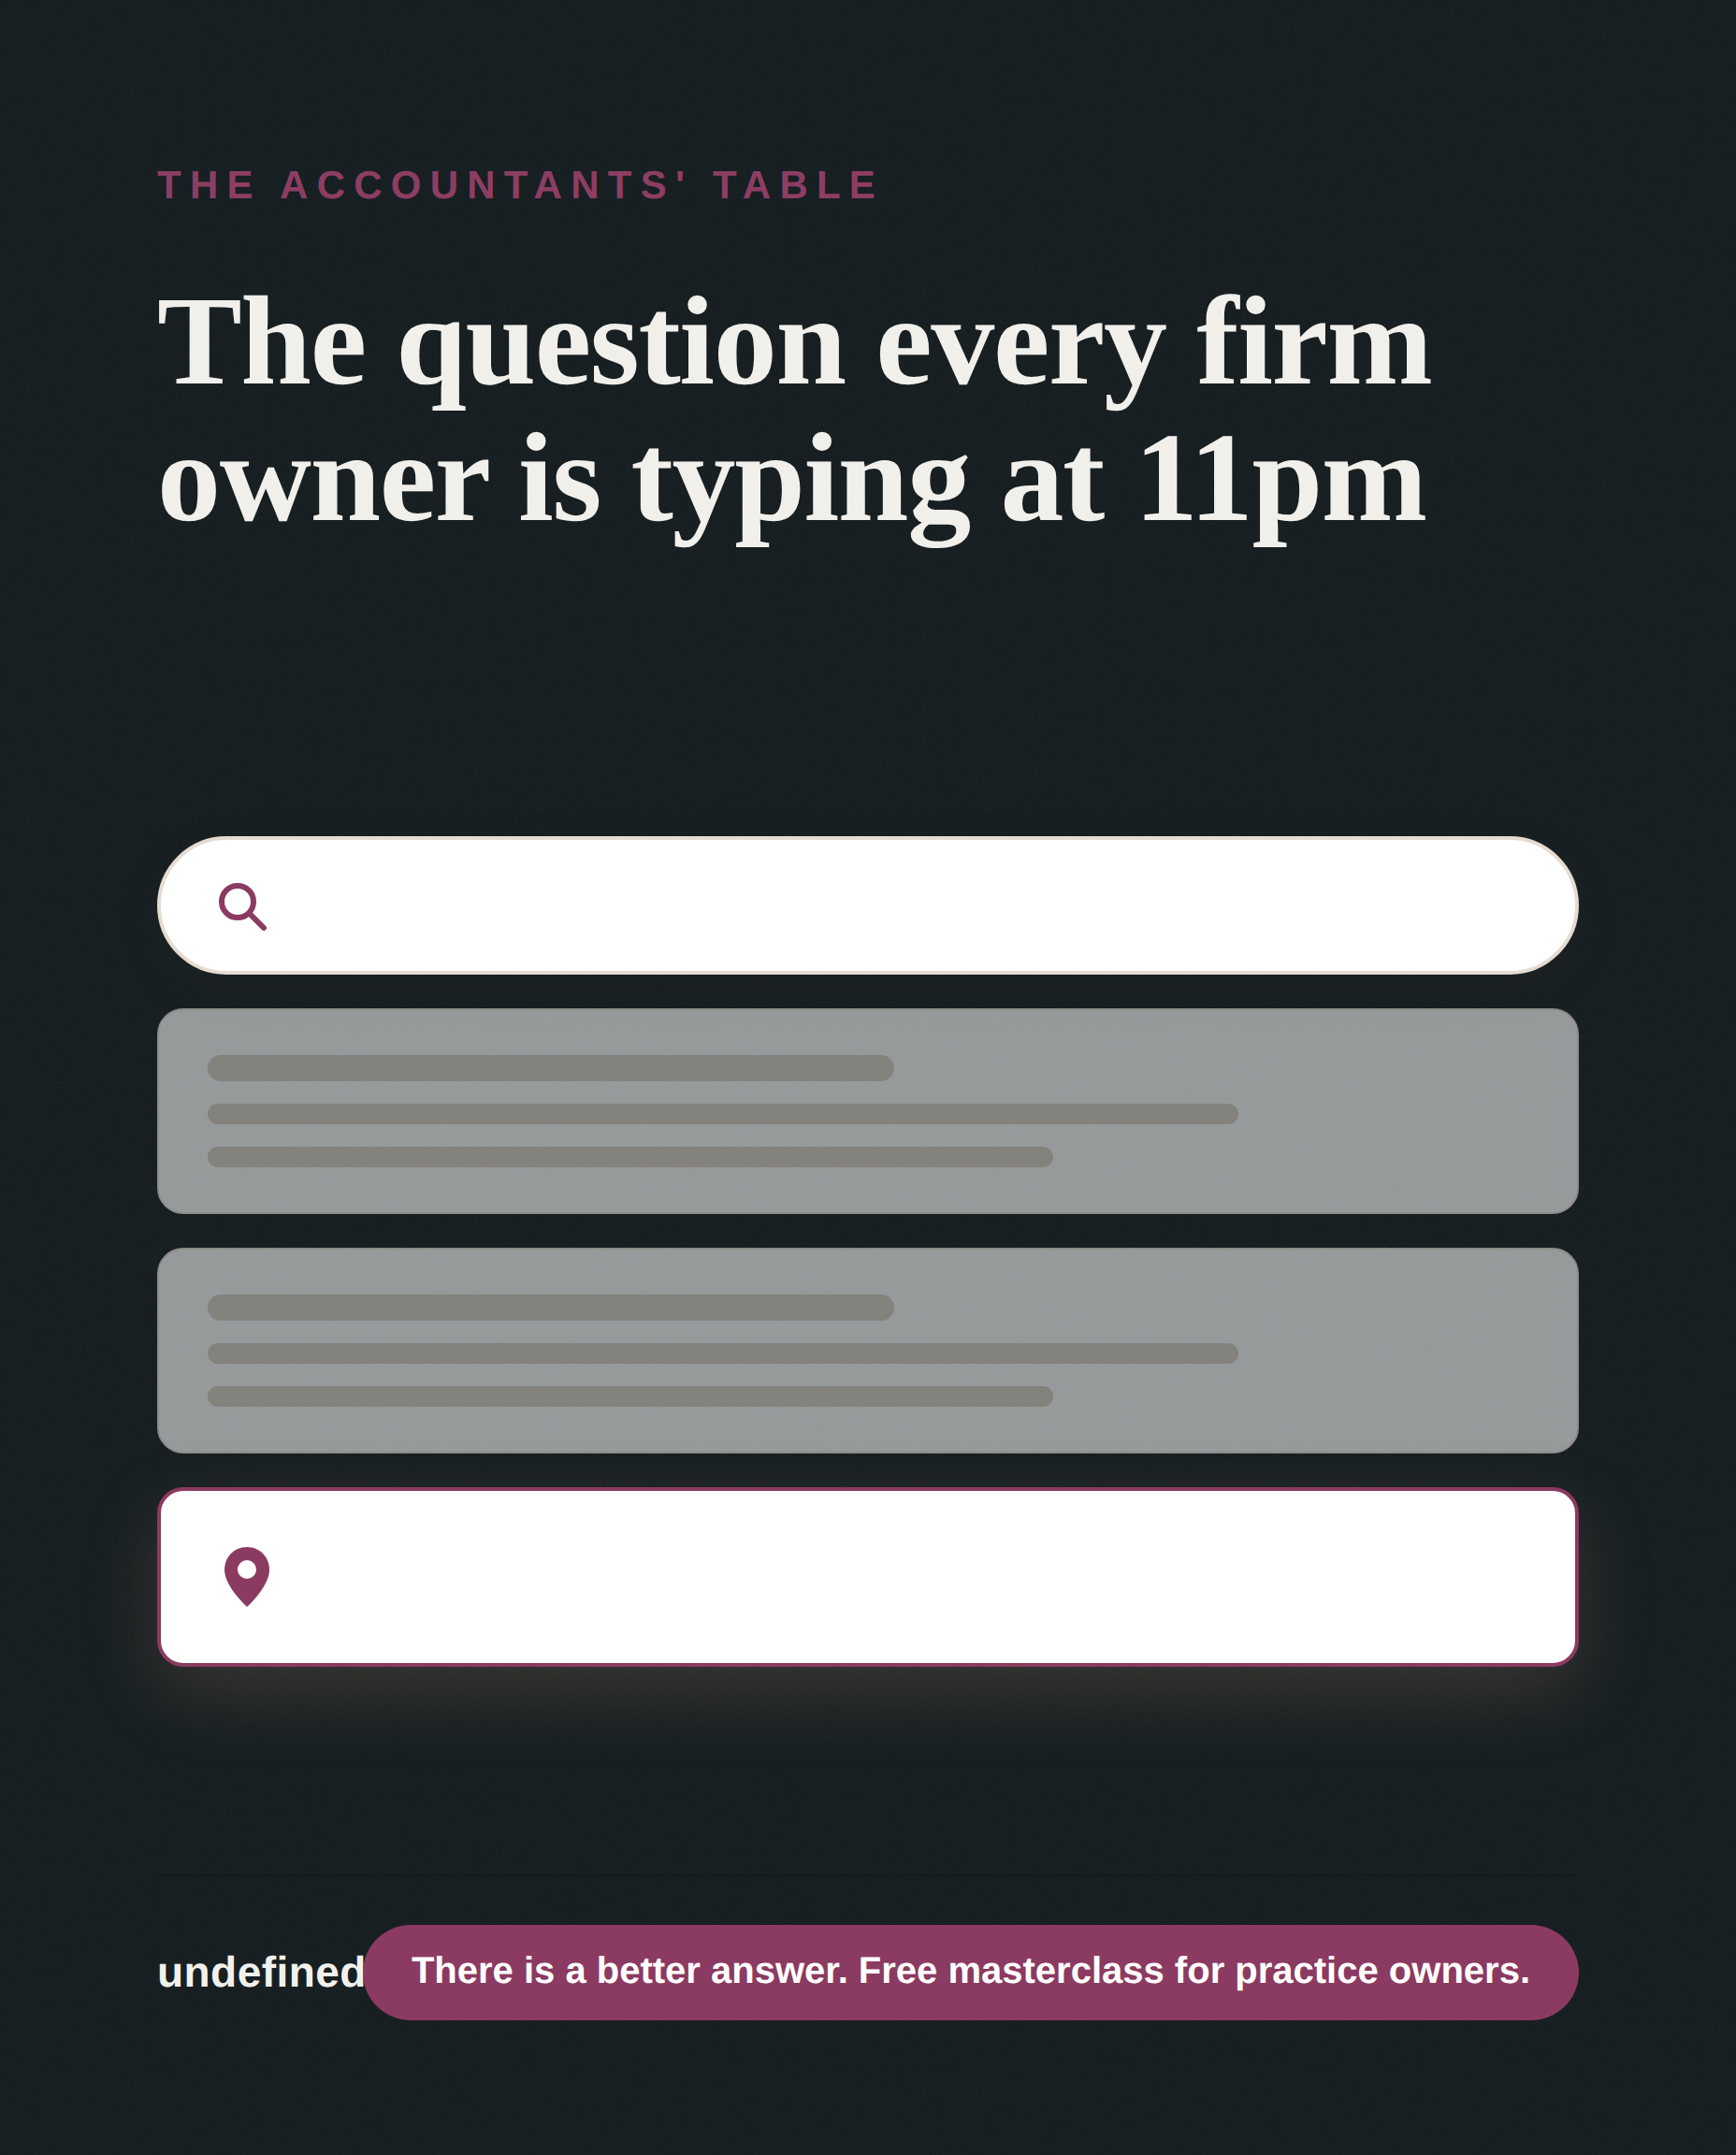 THE ACCOUNTANTS' TABLE
The question every firm
owner is typing at 11pm
undefined
There is a better answer. Free masterclass for practice owners.